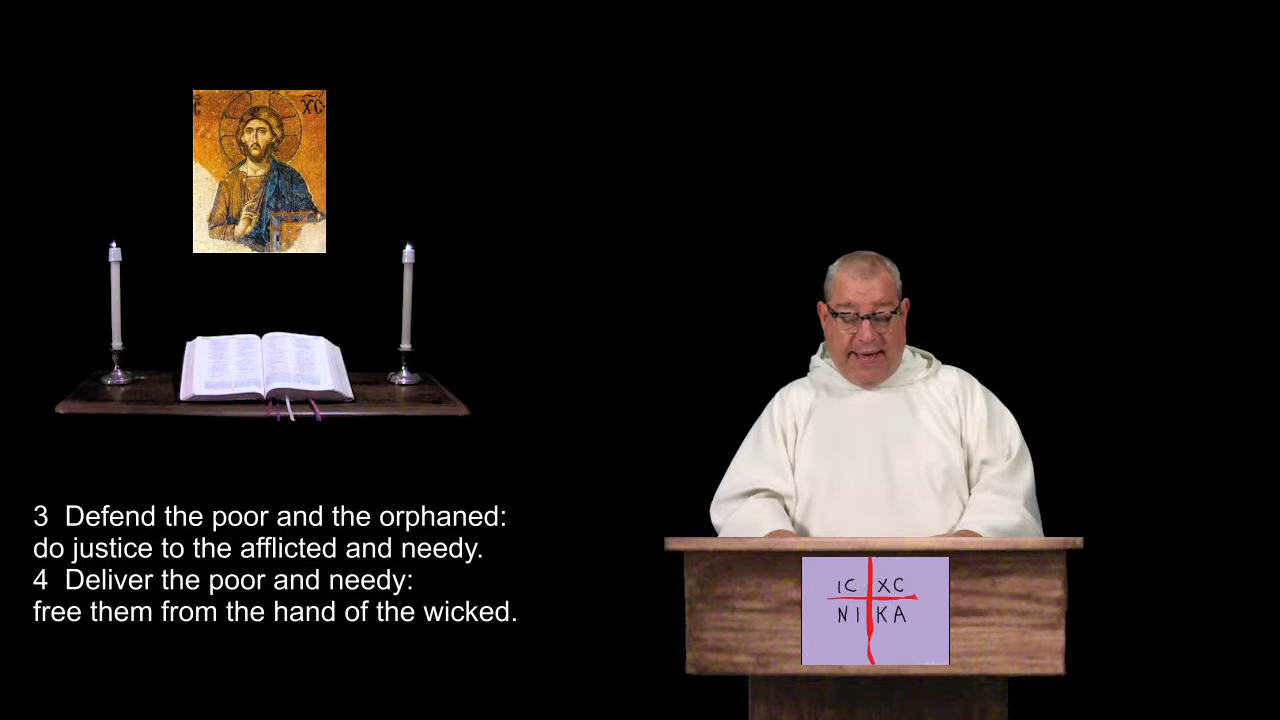 C XC
3 Defend the poor and the orphaned:
do justice to the afflicted and needy.
4 Deliver the poor and needy:
free them from the hand of the wicked.
IC XC
NI KA